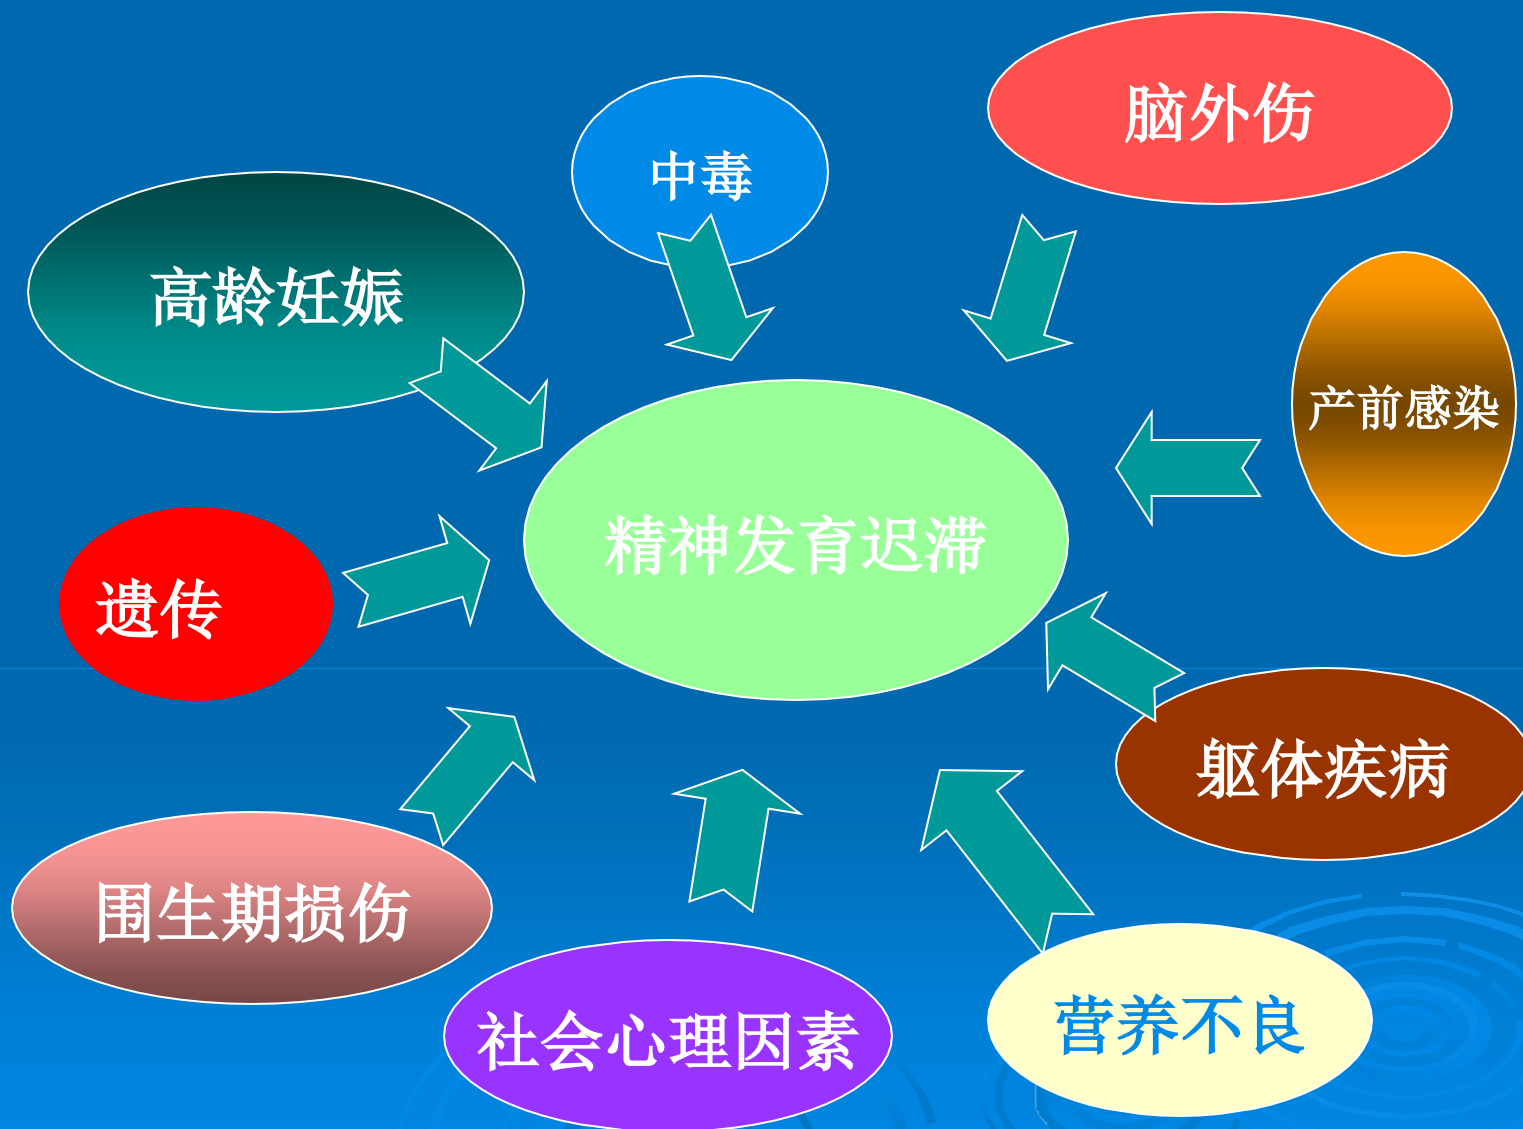 脑外伤
中毒
高龄妊娠
产前感染
精神发育迟滞
遗传
躯体疾病
围生期损伤
营养不良
社会心理因素